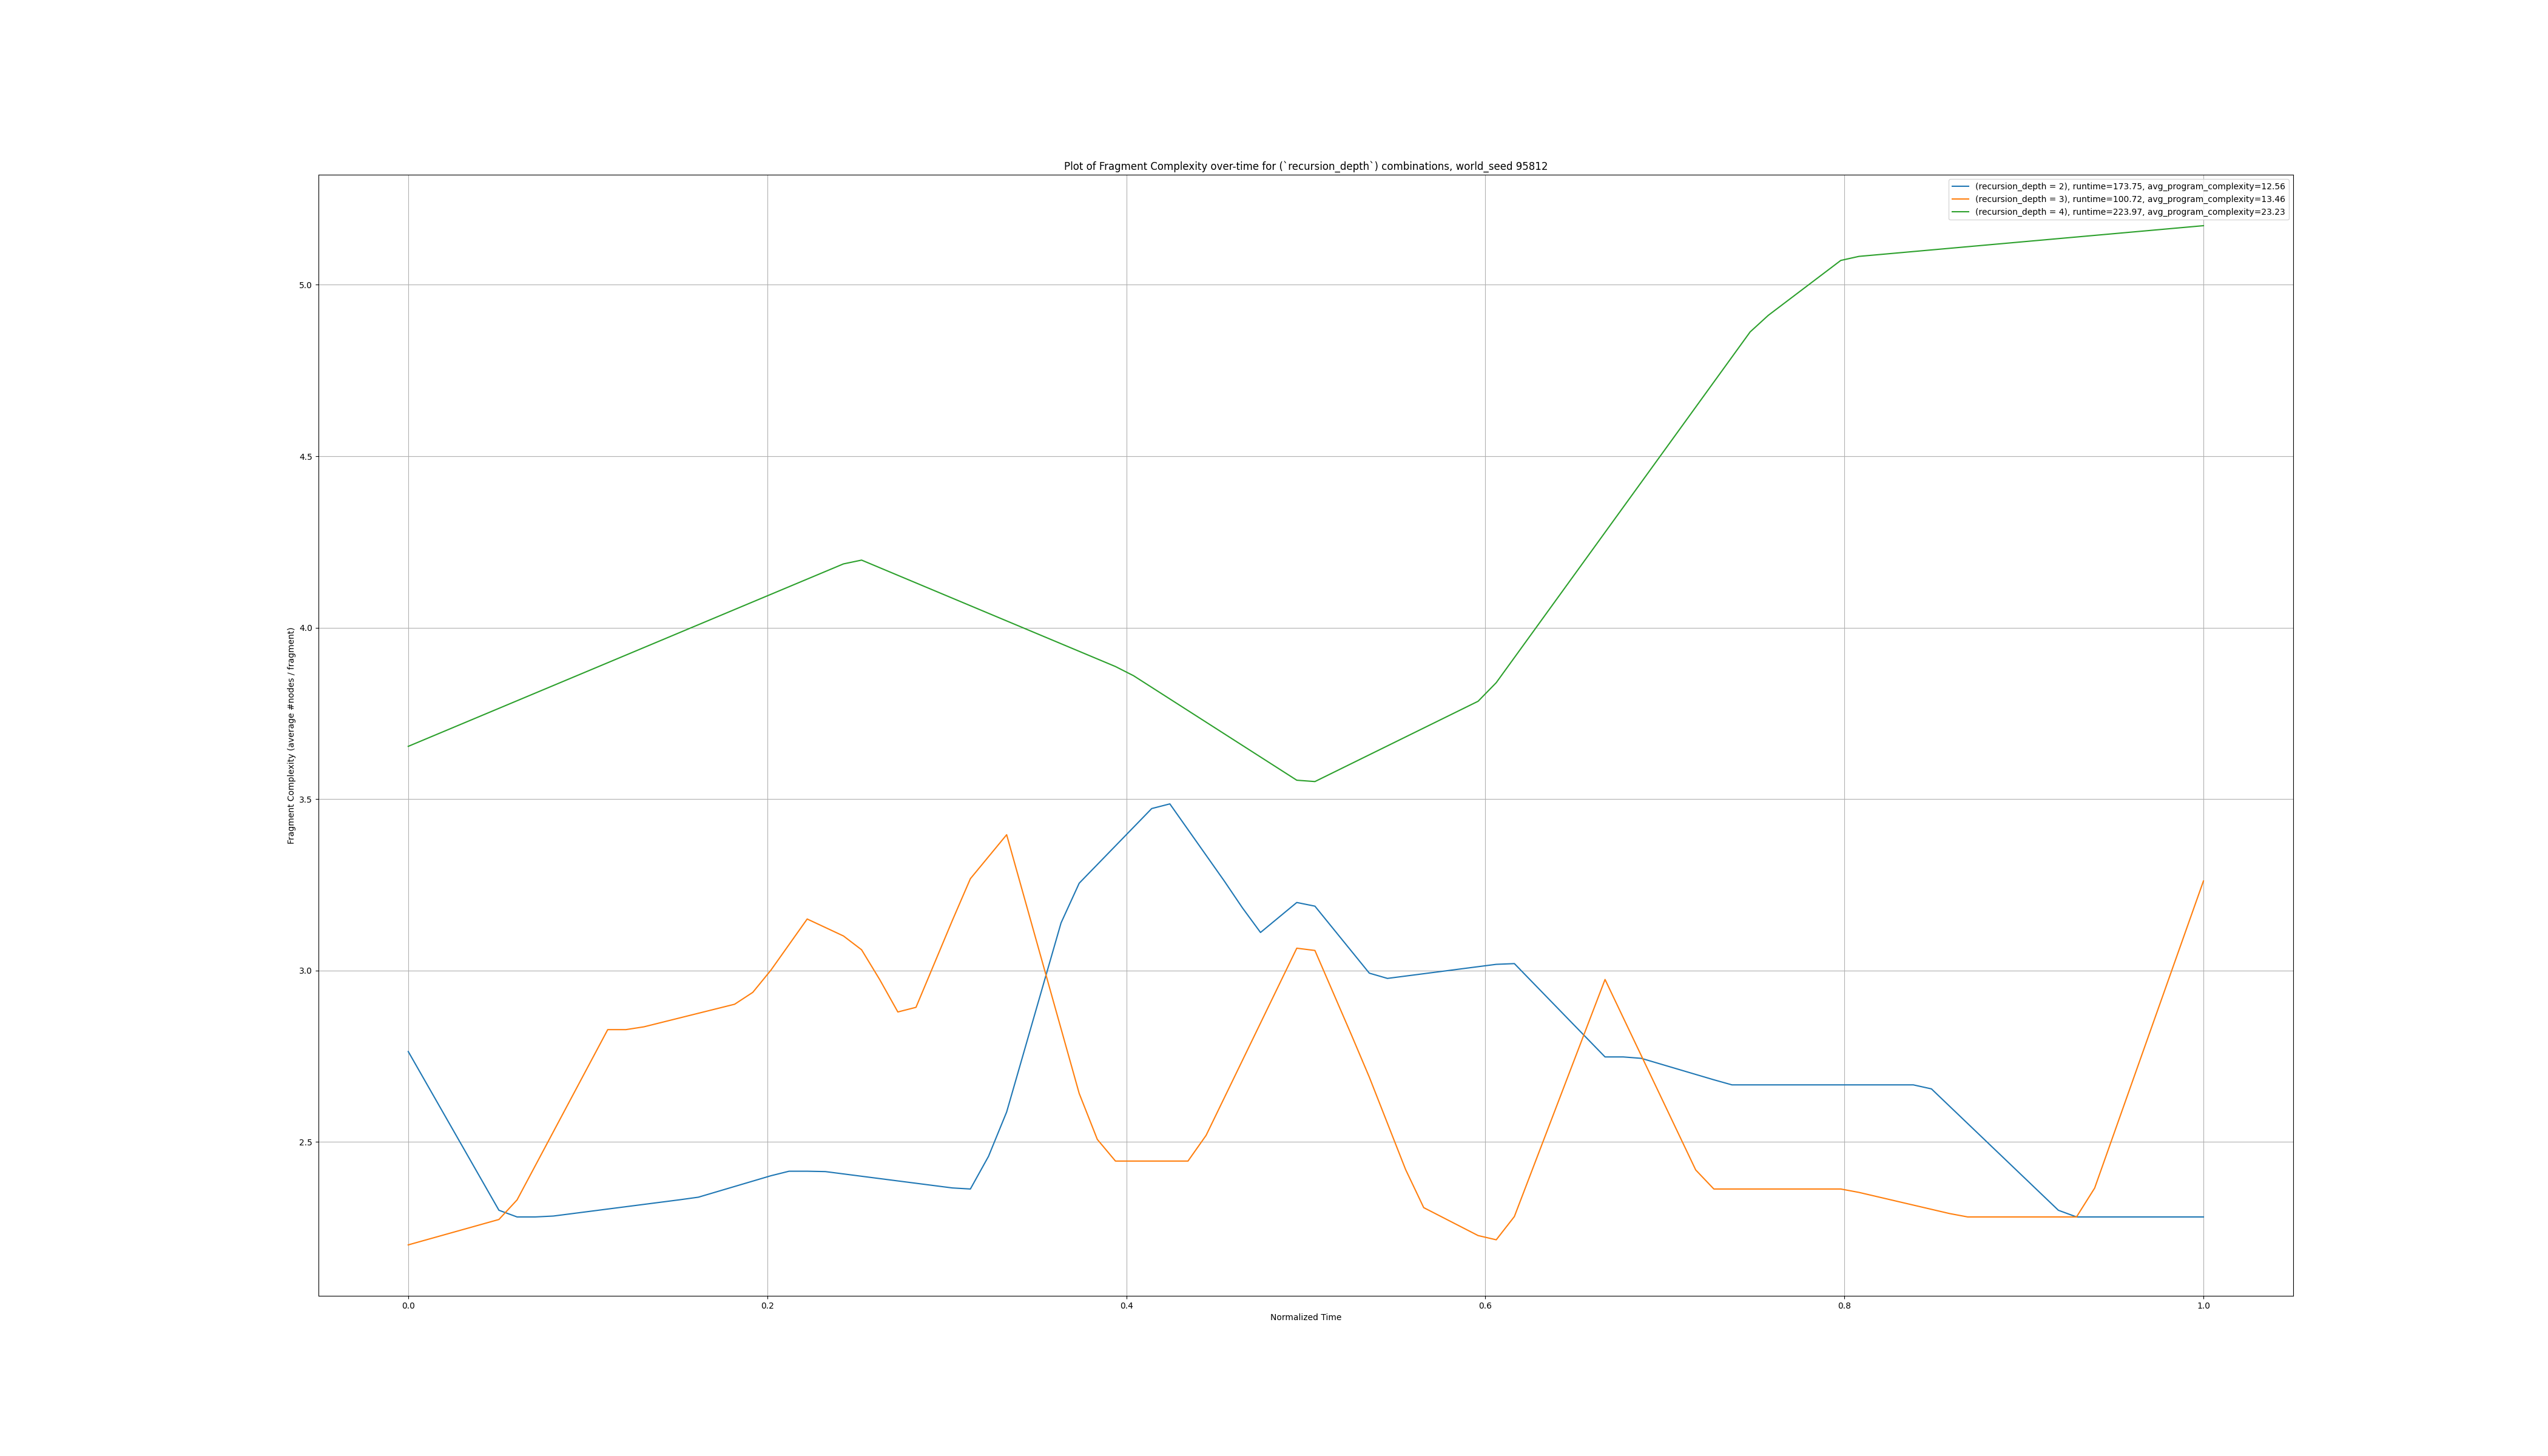 Plot of Fragment Complexity over-time for (`recursion_depth`) combinations, world_seed 95812
(recursion_depth = 2), runtime=173.75, avg_program_complexity=12.56
(recursion_depth = 3), runtime=100.72, avg_program_complexity=13.46
(recursion_depth = 4), runtime=223.97, avg_program_complexity=23.23
Fragment Complexity (average #nodes / fragment)
5.0
4.5
4.0
3.5
3.0
2.5
0.0 0.2 0.4 0.6 0.8 1.0
Normalized Time